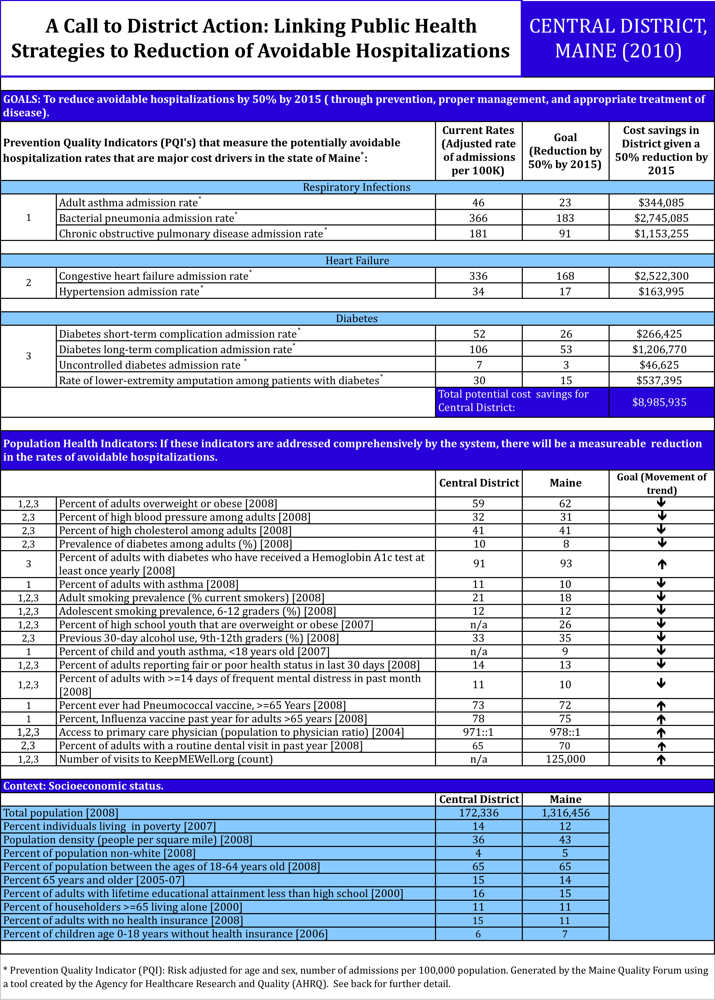 A Call to District Action: Linking Public Health
Strategies to Reduction of Avoidable Hospitalizations
CENTRAL DISTRICT,
MAINE (2010)
GOALS: To reduce avoidable hospitalizations by 50% by 2015 ( through prevention, proper management, and appropriate treatment of
disease).
Prevention Quality Indicators (PQI's) that measure the potentially avoidable
hospitalization rates that are major cost drivers in the state of Maine*:
Current Rates
(Adjusted rate
of admissions
per 100K)
Goal
(Reduction by
50% by 2015)
Cost savings in
District given a
50% reduction by
2015
Respiratory Infections
1
Adult asthma admission rate* 46 23 $344,085
Bacterial pneumonia admission rate* 366 183 $2,745,085
Chronic obstructive pulmonary disease admission rate* 181 91 $1,153,255
Heart Failure
2
Congestive heart failure admission rate* 336 168 $2,522,300
Hypertension admission rate* 34 17 $163,995
Diabetes
3
Diabetes short-term complication admission rate* 52 26 $266,425
Diabetes long-term complication admission rate* 106 53 $1,206,770
Uncontrolled diabetes admission rate * 7 3 $46,625
Rate of lower-extremity amputation among patients with diabetes* 30 15 $537,395
Total potential cost savings for
Central District:
$8,985,935
Population Health Indicators: If these indicators are addressed comprehensively by the system, there will be a measureable reduction
in the rates of avoidable hospitalizations.
Central District Maine
Goal (Movement of
trend)
1,2,3 Percent of adults overweight or obese [2008] 59 62 🡻
2,3 Percent of high blood pressure among adults [2008] 32 31 🡻
2,3 Percent of high cholesterol among adults [2008] 41 41 🡻
2,3 Prevalence of diabetes among adults (%) [2008] 10 8 🡻
3 Percent of adults with diabetes who have received a Hemoglobin A1c test at
least once yearly [2008] 91 93 🡹
1 Percent of adults with asthma [2008] 11 10 🡻
1,2,3 Adult smoking prevalence (% current smokers) [2008] 21 18 🡻
1,2,3 Adolescent smoking prevalence, 6-12 graders (%) [2008] 12 12 🡻
1,2,3 Percent of high school youth that are overweight or obese [2007] n/a 26 🡻
2,3 Previous 30-day alcohol use, 9th-12th graders (%) [2008] 33 35 🡻
1 Percent of child and youth asthma, <18 years old [2007] n/a 9 🡻
1,2,3 Percent of adults reporting fair or poor health status in last 30 days [2008] 14 13 🡻
1,2,3 Percent of adults with >=14 days of frequent mental distress in past month
[2008] 11 10 🡻
1 Percent ever had Pneumococcal vaccine, >=65 Years [2008] 73 72 🡹
1 Percent, Influenza vaccine past year for adults >65 years [2008] 78 75 🡹
1,2,3 Access to primary care physician (population to physician ratio) [2004] 971::1 978::1 🡹
2,3 Percent of adults with a routine dental visit in past year [2008] 65 70 🡹
1,2,3 Number of visits to KeepMEWell.org (count) n/a 125,000 🡹
Context: Socioeconomic status.
Central District Maine
Total population [2008] 172,336 1,316,456
Percent individuals living in poverty [2007] 14 12
Population density (people per square mile) [2008] 36 43
Percent of population non-white [2008] 4 5
Percent of population between the ages of 18-64 years old [2008] 65 65
Percent 65 years and older [2005-07] 15 14
Percent of adults with lifetime educational attainment less than high school [2000] 16 15
Percent of householders >=65 living alone [2000] 11 11
Percent of adults with no health insurance [2008] 15 11
Percent of children age 0-18 years without health insurance [2006] 6 7
* Prevention Quality Indicator (PQI): Risk adjusted for age and sex, number of admissions per 100,000 population. Generated by the Maine Quality Forum using
a tool created by the Agency for Healthcare Research and Quality (AHRQ). See back for further detail.